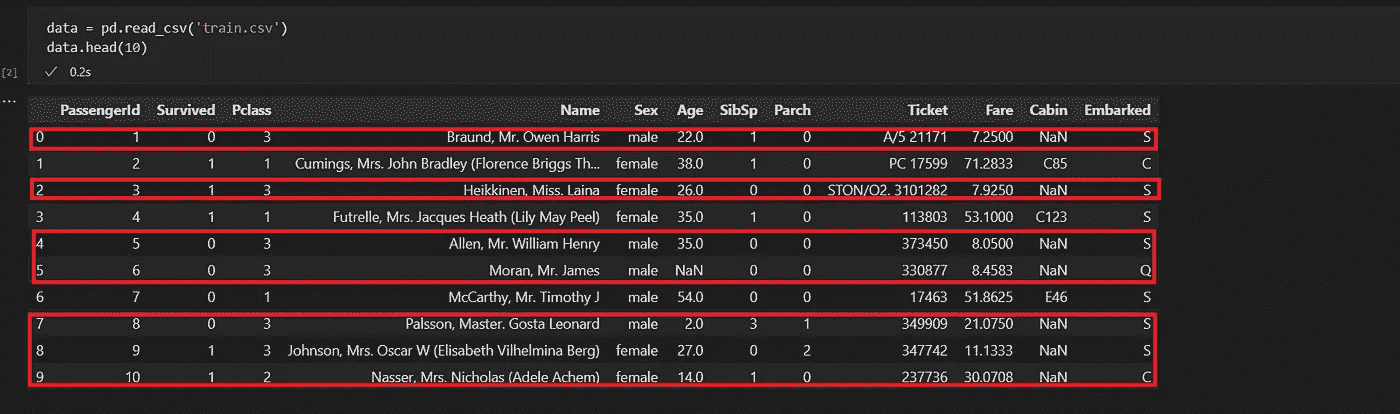 data = pd.read_csv('train.csv')
data.head(10)
[2] ✓ 0.2s
...
PassengerId Survived Pclass Name Sex Age SibSp Parch Ticket Fare Cabin Embarked
0 1 0 3 Braund, Mr. Owen Harris male 22.0 1 0 A/5 21171 7.2500 NaN S
1 2 1 1 Cumings, Mrs. John Bradley (Florence Briggs Th... female 38.0 1 0 PC 17599 71.2833 C85 C
2 3 1 3 Heikkinen, Miss. Laina female 26.0 0 0 STON/O2. 3101282 7.9250 NaN S
3 4 1 1 Futrelle, Mrs. Jacques Heath (Lily May Peel) female 35.0 1 0 113803 53.1000 C123 S
4 5 0 3 Allen, Mr. William Henry male 35.0 0 0 373450 8.0500 NaN S
5 6 0 3 Moran, Mr. James male NaN 0 0 330877 8.4583 NaN Q
6 7 0 1 McCarthy, Mr. Timothy J male 54.0 0 0 17463 51.8625 E46 S
7 8 0 3 Palsson, Master. Gosta Leonard male 2.0 3 1 349909 21.0750 NaN S
8 9 1 3 Johnson, Mrs. Oscar W (Elisabeth Vilhelmina Berg) female 27.0 0 2 347742 11.1333 NaN S
9 10 1 2 Nasser, Mrs. Nicholas (Adele Achem) female 14.0 1 0 237736 30.0708 NaN C